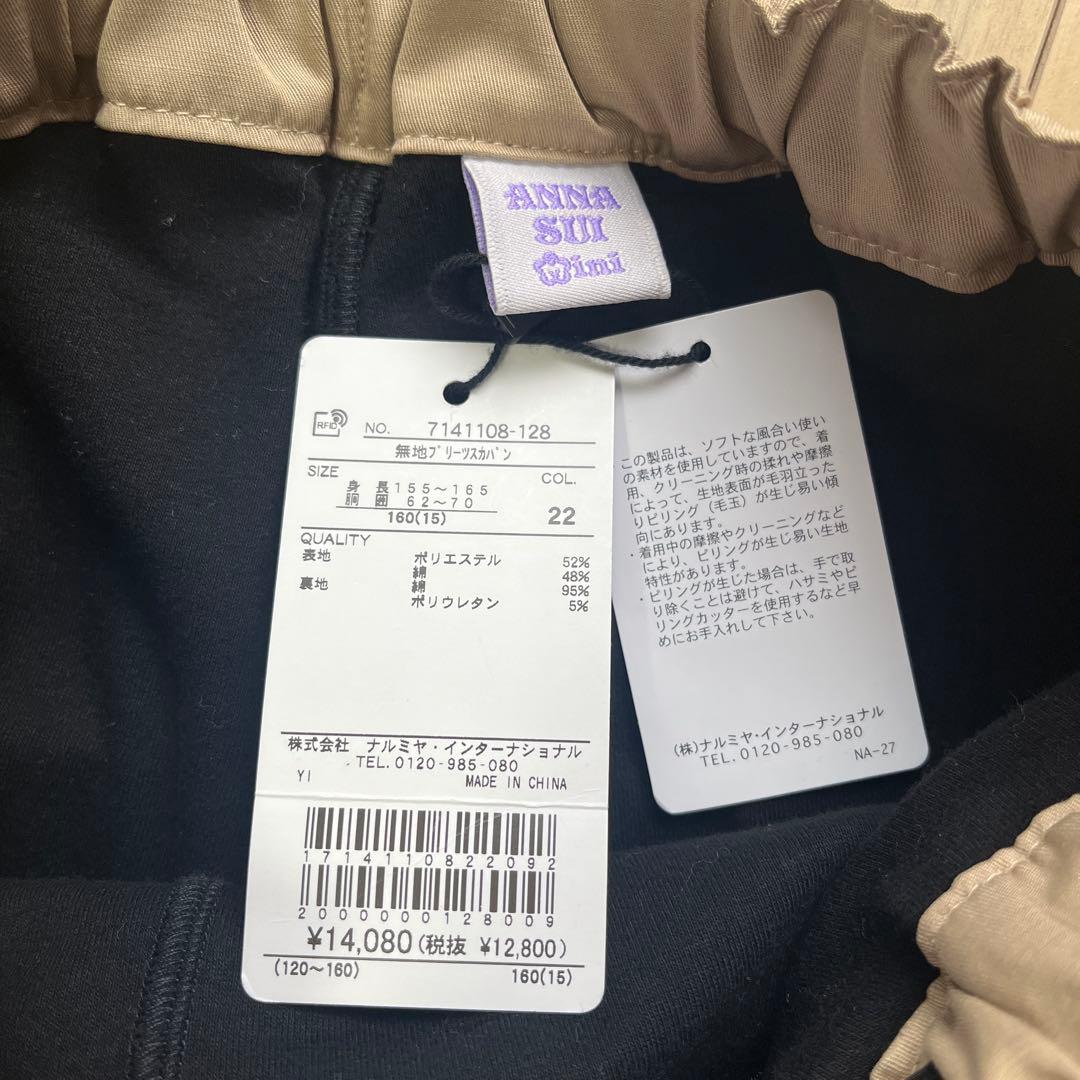 ANNA
SUI
mini
RFID
NO. 7141108-128
無地プリーツスカパン
SIZE
COL.
身 長 155～165
胴 囲 62～70
160(15)
22
QUALITY
表地 ポリエステル 52%
綿 48%
裏地 綿 95%
ポリウレタン 5%
株式会社 ナルミヤ・インターナショナル
TEL.0120-985-080
YI MADE IN CHINA
1714110822092
2000000128009
¥14,080(税抜 ¥12,800)
(120～160) 160(15)
この製品は、ソフトな風合い使い
の素材を使用していますので、着
用、クリーニング時の揉れや摩擦
によって、生地表面が毛羽立った
りピリング（毛玉）が生じ易い傾
向にあります。
・着用中の摩擦やクリーニングなど
により、ピリングが生じ易い生地
特性があります。
・ピリングが生じた場合は、手で取
り除くことは避けて、ハサミやピ
リングカッターを使用するなど早
めにお手入れして下さい。
(株)ナルミヤ・インターナショナル
TEL.0120-985-080
NA-27